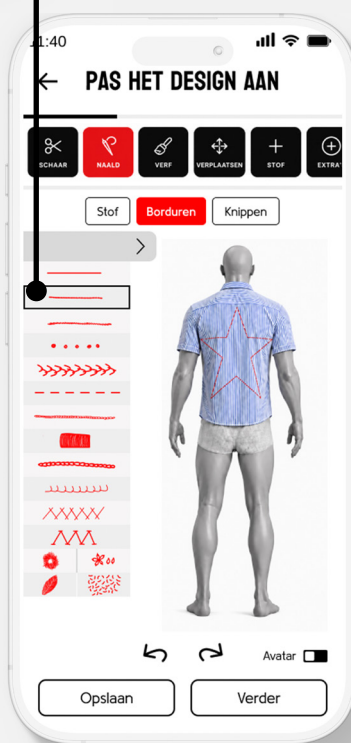 1:40
PAS HET DESIGN AAN
SCHAAR
NAALD
VERF
VERPLAATSEN
STOF
EXTRA'
Stof
Borduren
Knippen
Avatar
Opslaan
Verder